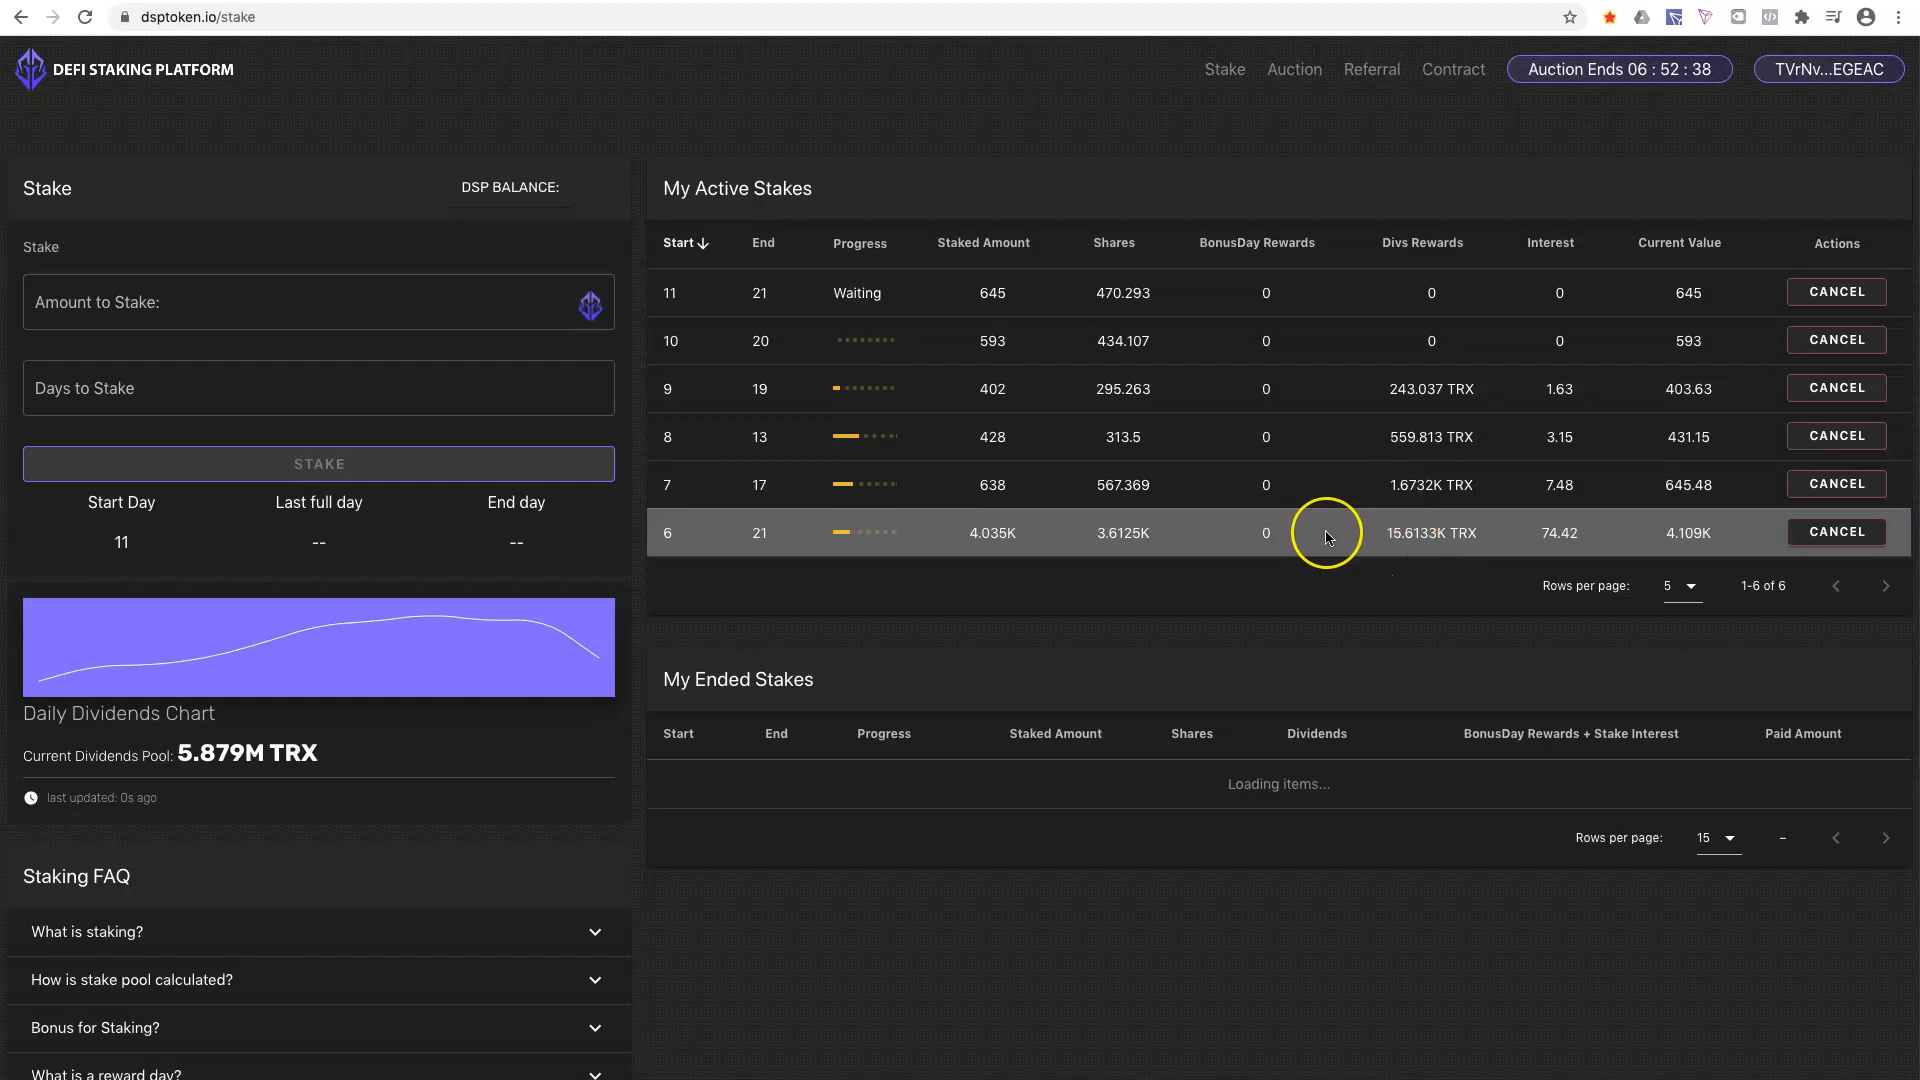 dsptoken.io/stake
DEFI STAKING PLATFORM
Stake Auction Referral Contract Auction Ends 06 : 52 : 38 TVrNv...EGEAC
Stake DSP BALANCE:
Stake
Amount to Stake:
Days to Stake
STAKE
Start Day Last full day End day
11 -- --
Daily Dividends Chart
Current Dividends Pool: 5.879M TRX
last updated: 0s ago
Staking FAQ
What is staking?
How is stake pool calculated?
Bonus for Staking?
What is a reward day?
My Active Stakes
Start End Progress Staked Amount Shares BonusDay Rewards Divs Rewards Interest Current Value Actions
11 21 Waiting 645 470.293 0 0 0 645 CANCEL
10 20 593 434.107 0 0 0 593 CANCEL
9 19 402 295.263 0 243.037 TRX 1.63 403.63 CANCEL
8 13 428 313.5 0 559.813 TRX 3.15 431.15 CANCEL
7 17 638 567.369 0 1.6732K TRX 7.48 645.48 CANCEL
6 21 4.035K 3.6125K 0 15.6133K TRX 74.42 4.109K CANCEL
Rows per page: 5 1-6 of 6
My Ended Stakes
Start End Progress Staked Amount Shares Dividends BonusDay Rewards + Stake Interest Paid Amount
Loading items...
Rows per page: 15 –